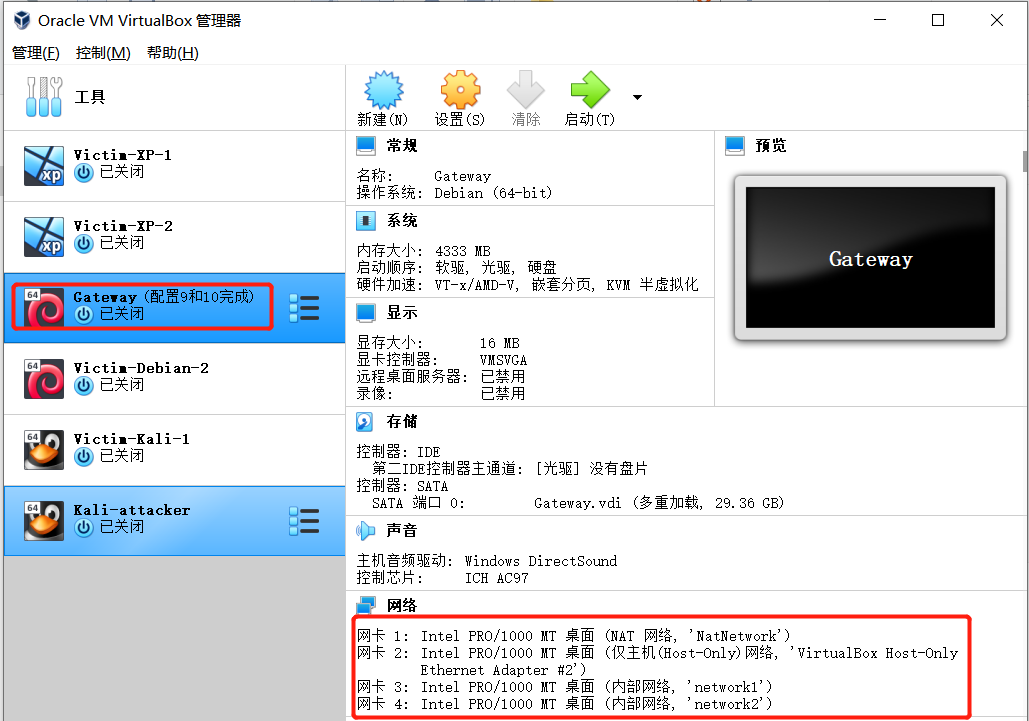 Oracle VM VirtualBox 管理器
管理(F) 控制(M) 帮助(H)
工具
新建(N) 设置(S) 清除 启动(T)
Victim-XP-1
已关闭
Victim-XP-2
已关闭
Gateway (配置9和10完成)
已关闭
Victim-Debian-2
已关闭
Victim-Kali-1
已关闭
Kali-attacker
已关闭
常规
名称: Gateway
操作系统: Debian (64-bit)
系统
内存大小: 4333 MB
启动顺序: 软驱, 光驱, 硬盘
硬件加速: VT-x/AMD-V, 嵌套分页, KVM 半虚拟化
显示
显存大小: 16 MB
显卡控制器: VMSVGA
远程桌面服务器: 已禁用
录像: 已禁用
预览
Gateway
存储
控制器: IDE
第二IDE控制器主通道: [光驱] 没有盘片
控制器: SATA
SATA 端口 0: Gateway.vdi (多重加载, 29.36 GB)
声音
主机音频驱动: Windows DirectSound
控制芯片: ICH AC97
网络
网卡 1: Intel PRO/1000 MT 桌面 (NAT 网络, 'NatNetwork')
网卡 2: Intel PRO/1000 MT 桌面 (仅主机(Host-Only)网络, 'VirtualBox Host-Only
Ethernet Adapter #2')
网卡 3: Intel PRO/1000 MT 桌面 (内部网络, 'network1')
网卡 4: Intel PRO/1000 MT 桌面 (内部网络, 'network2')